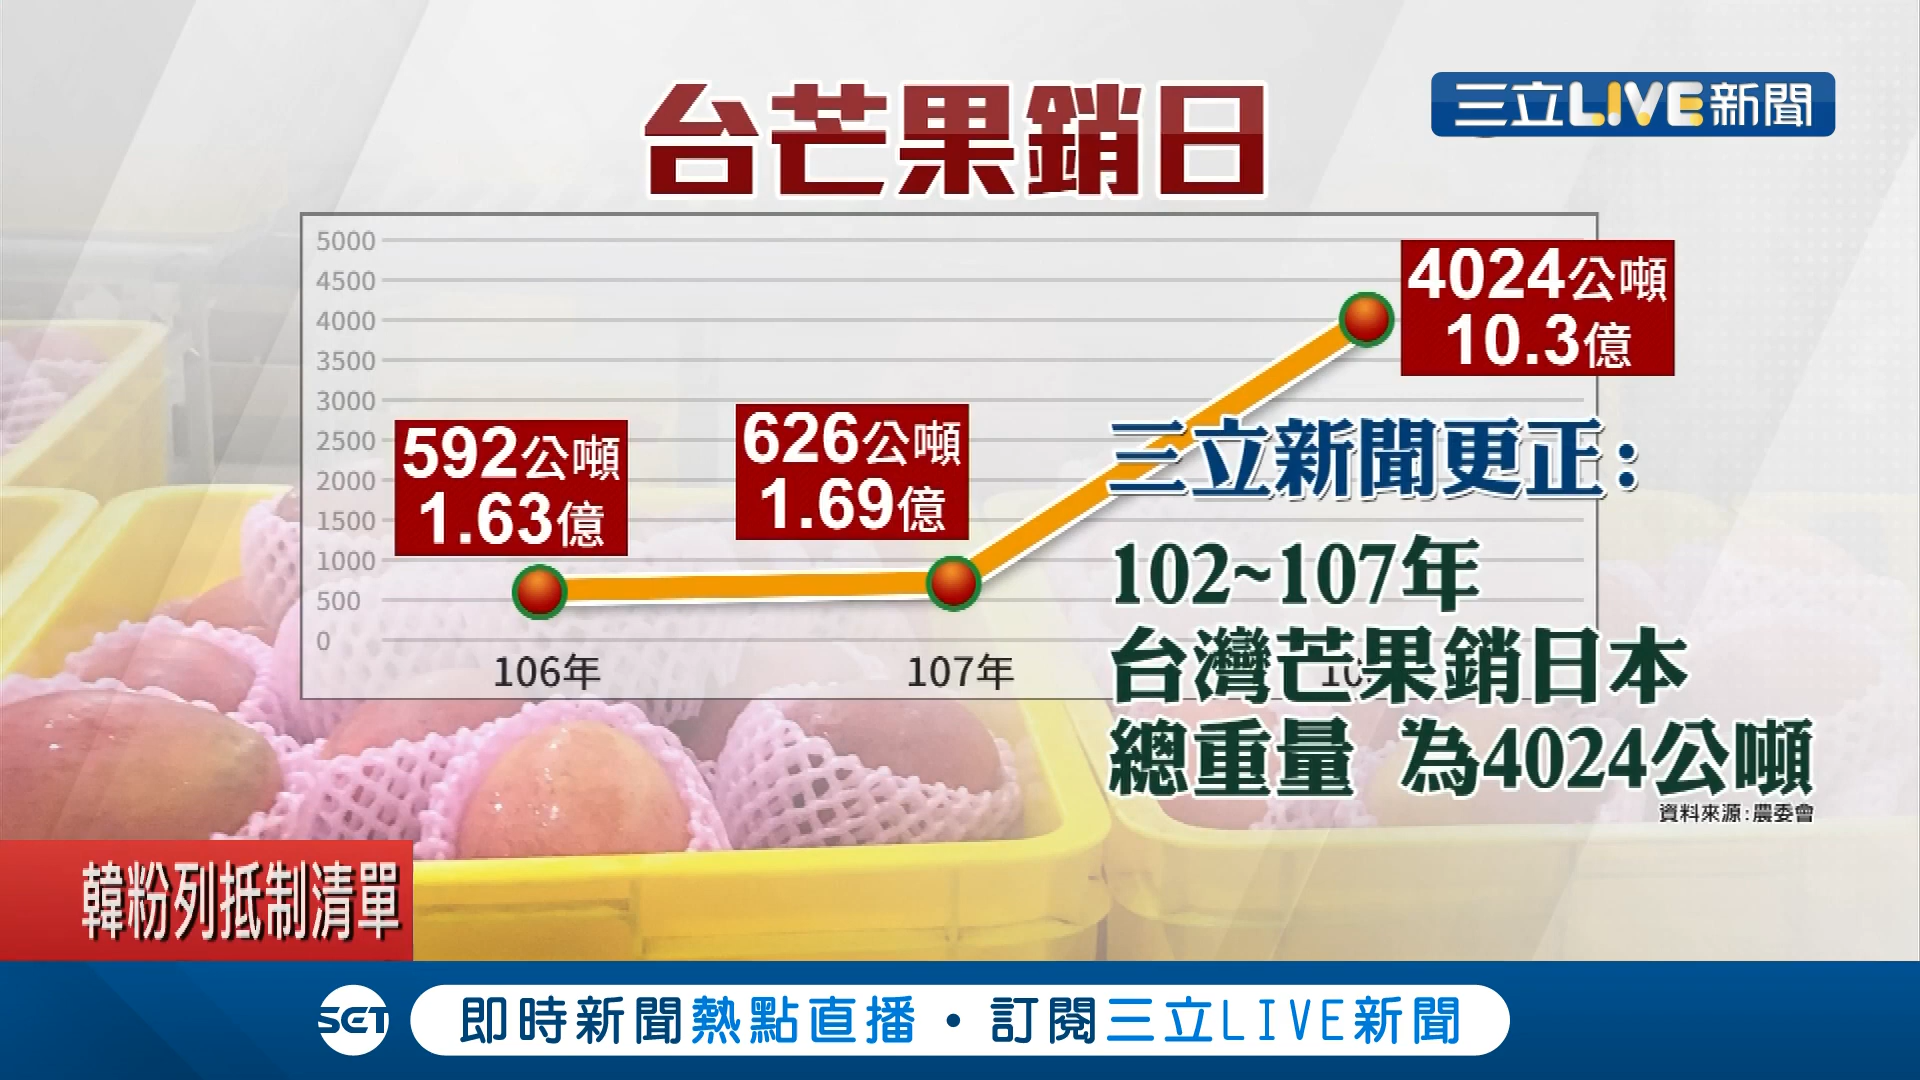 台芒果銷日
三立LIVE新聞
5000
4500
4000
3500
3000
2500
2000
1500
1000
500
0
592公噸
1.63億
626公噸
1.69億
4024公噸
10.3億
106年
107年
三立新聞更正：
102~107年
台灣芒果銷日本
總重量 為4024公噸
資料來源:農委會
韓粉列抵制清單
SET
即時新聞熱點直播・訂閱三立LIVE新聞